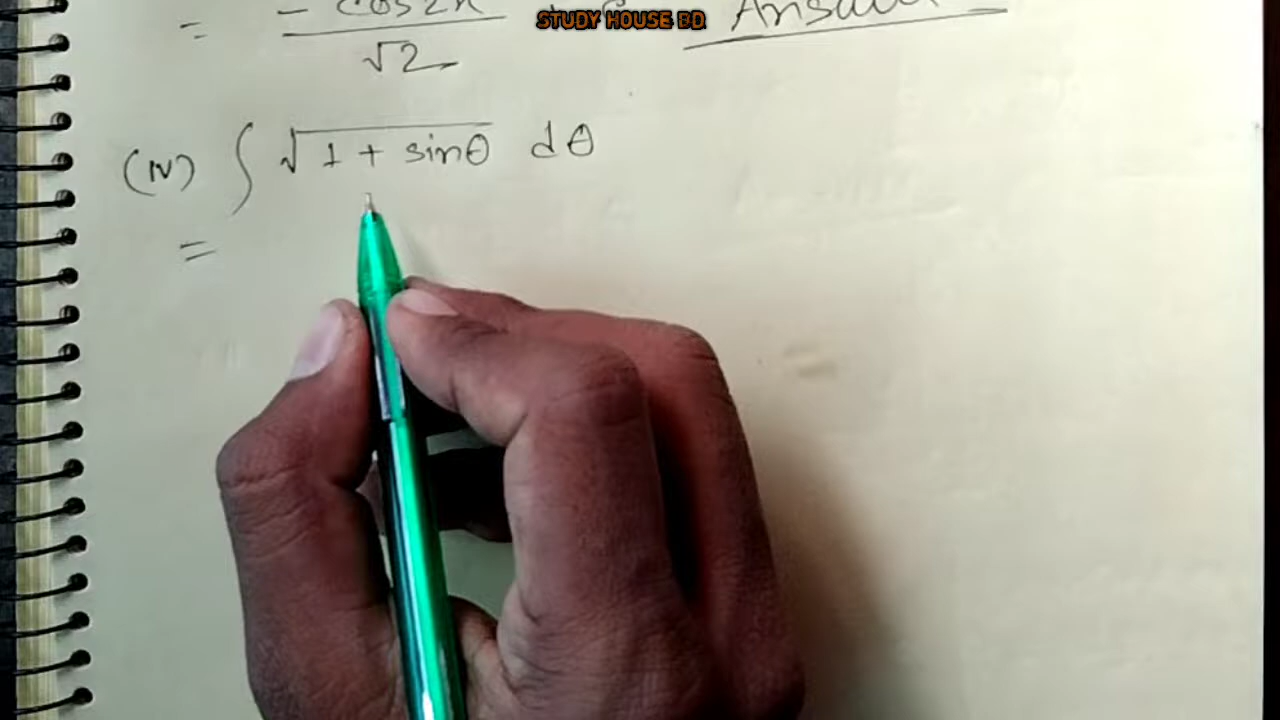 = - cos2x / √2
STUDY HOUSE BD
Answer
(IV) ∫ √1 + sinθ dθ
=